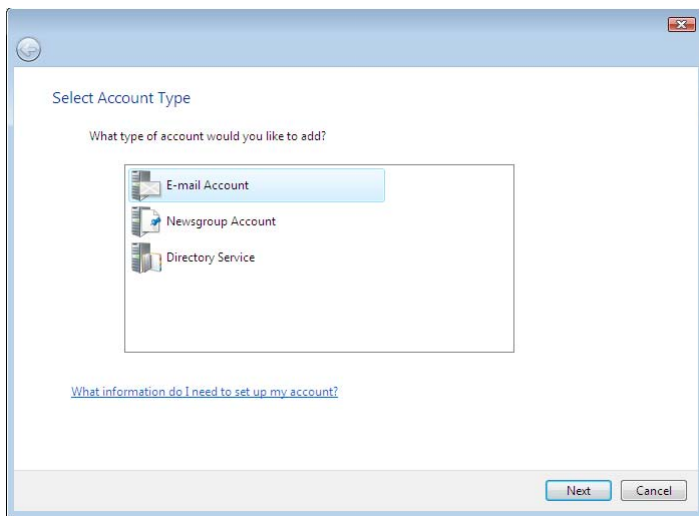 Select Account Type
What type of account would you like to add?
E-mail Account
Newsgroup Account
Directory Service
What information do I need to set up my account?
Next Cancel